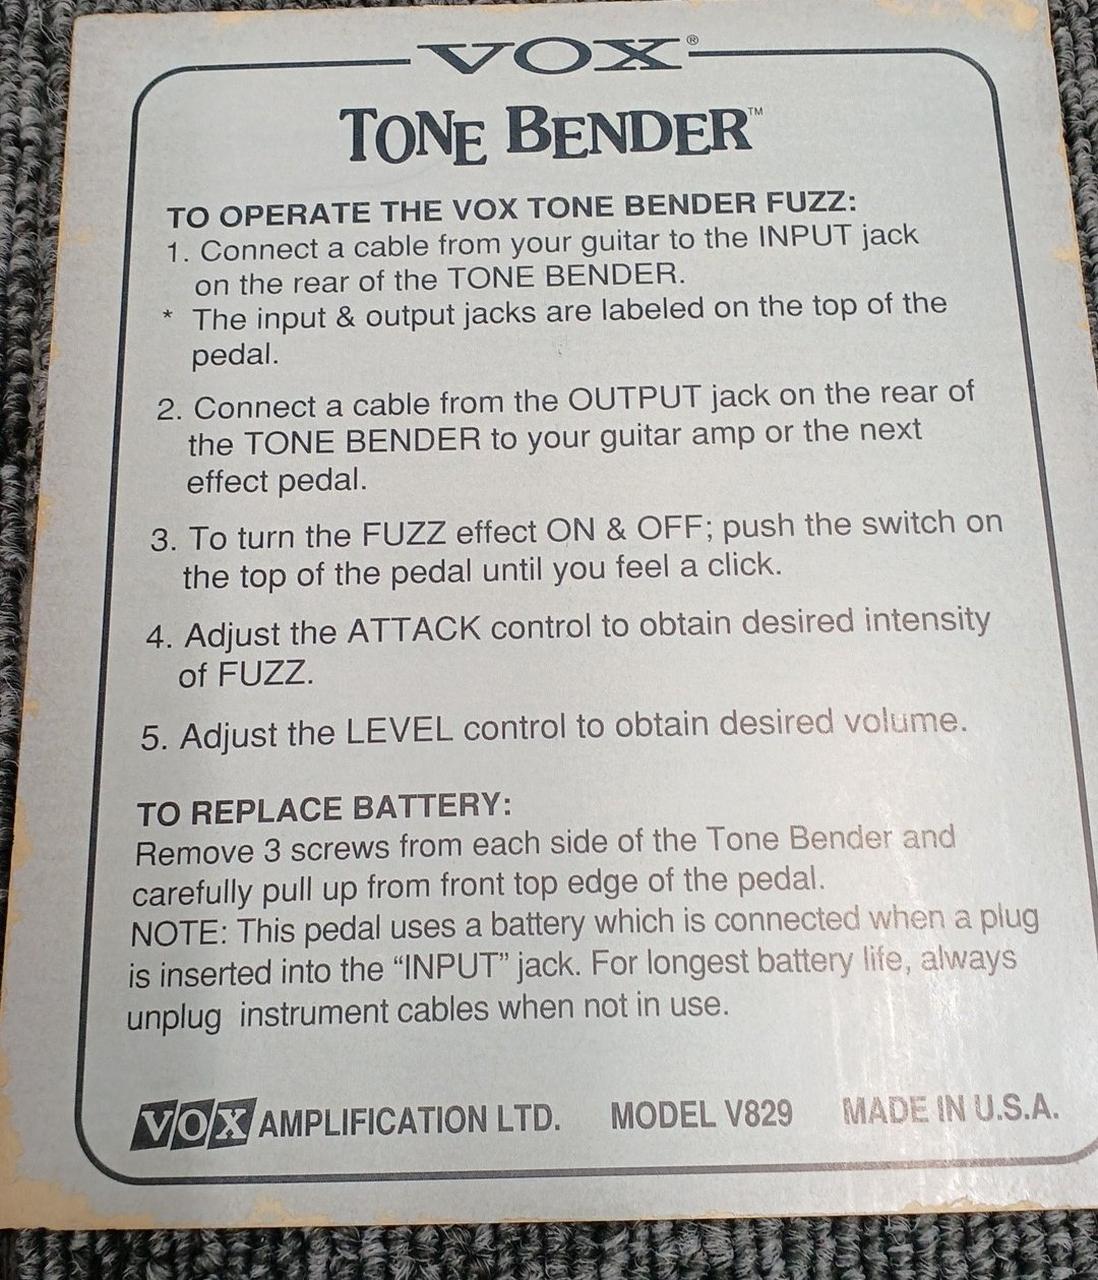 VOX®
TONE BENDER™
TO OPERATE THE VOX TONE BENDER FUZZ:
1. Connect a cable from your guitar to the INPUT jack
on the rear of the TONE BENDER.
* The input & output jacks are labeled on the top of the
pedal.
2. Connect a cable from the OUTPUT jack on the rear of
the TONE BENDER to your guitar amp or the next
effect pedal.
3. To turn the FUZZ effect ON & OFF; push the switch on
the top of the pedal until you feel a click.
4. Adjust the ATTACK control to obtain desired intensity
of FUZZ.
5. Adjust the LEVEL control to obtain desired volume.
TO REPLACE BATTERY:
Remove 3 screws from each side of the Tone Bender and
carefully pull up from front top edge of the pedal.
NOTE: This pedal uses a battery which is connected when a plug
is inserted into the “INPUT” jack. For longest battery life, always
unplug instrument cables when not in use.
VOX AMPLIFICATION LTD. MODEL V829 MADE IN U.S.A.